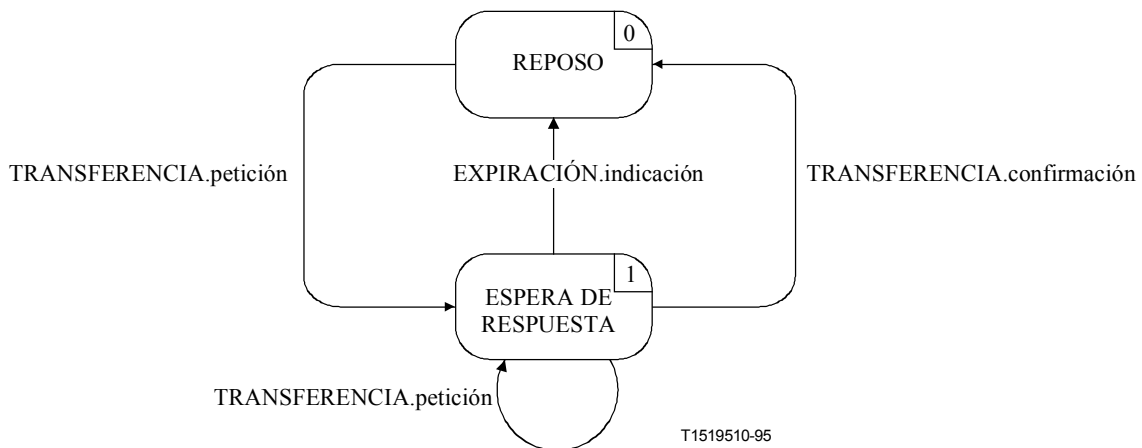 0
REPOSO
TRANSFERENCIA.petición
EXPIRACIÓN.indicación
TRANSFERENCIA.confirmación
1
ESPERA DE
RESPUESTA
TRANSFERENCIA.petición
T1519510-95